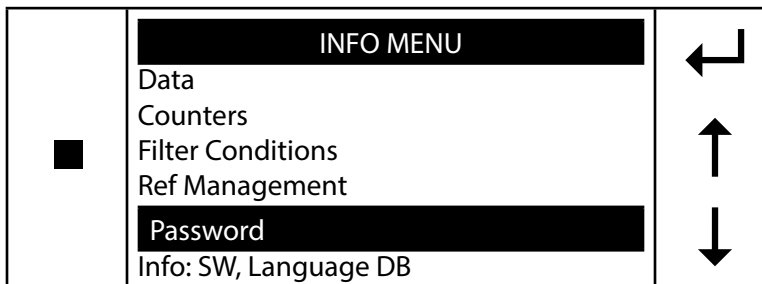 INFO MENU
Data
Counters
Filter Conditions
Ref Management
Password
Info: SW, Language DB